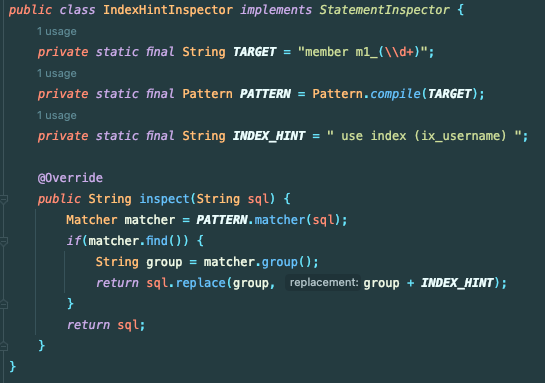 public class IndexHintInspector implements StatementInspector {
1 usage
private static final String TARGET = "member m1_(\\d+)";
1 usage
private static final Pattern PATTERN = Pattern.compile(TARGET);
1 usage
private static final String INDEX_HINT = " use index (ix_username) ";
@Override
public String inspect(String sql) {
Matcher matcher = PATTERN.matcher(sql);
if(matcher.find()) {
String group = matcher.group();
return sql.replace(group, replacement: group + INDEX_HINT);
}
return sql;
}
}